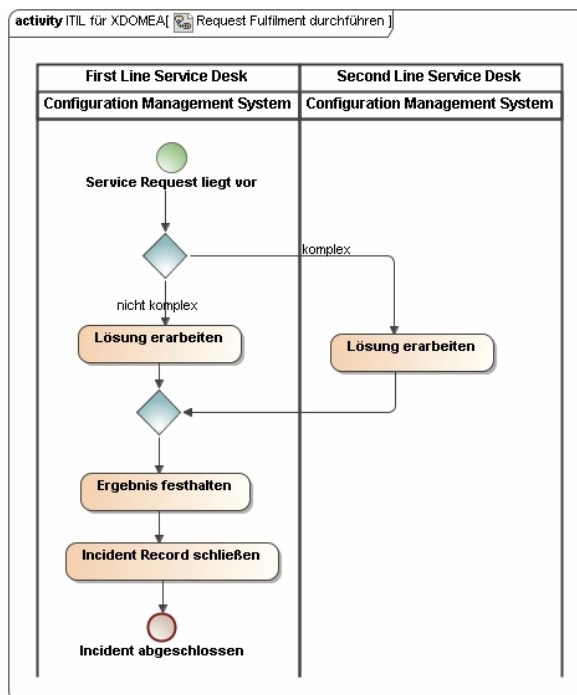 activity ITIL für XDOMEA[ Request Fulfilment durchführen ]
First Line Service Desk
Second Line Service Desk
Configuration Management System
Configuration Management System
Service Request liegt vor
komplex
nicht komplex
Lösung erarbeiten
Lösung erarbeiten
Ergebnis festhalten
Incident Record schließen
Incident abgeschlossen